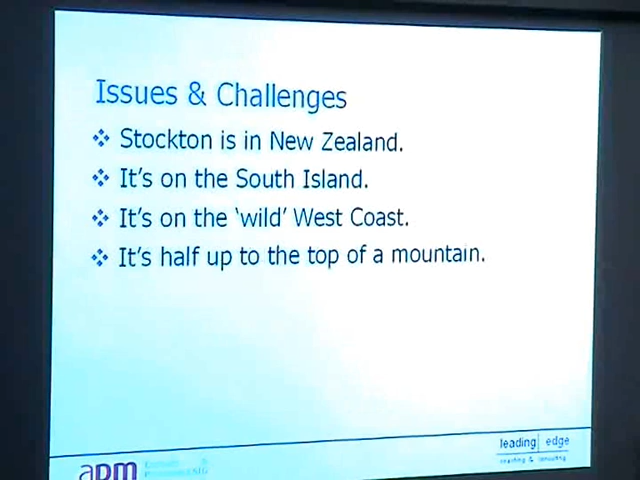 Issues & Challenges
Stockton is in New Zealand.
It's on the South Island.
It's on the 'wild' West Coast.
It's half up to the top of a mountain.
leading edge
apm